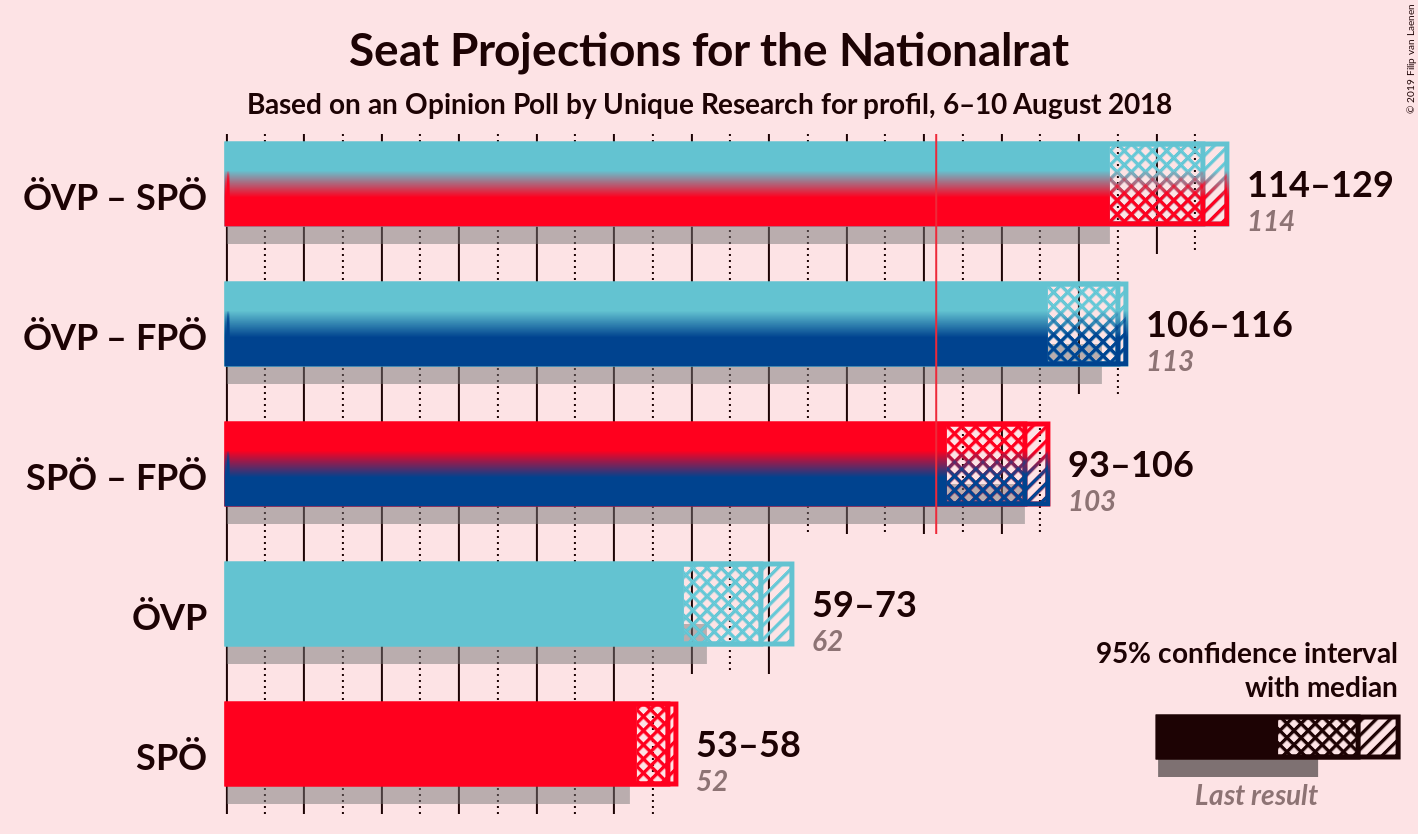 Seat Projections for the Nationalrat
Based on an Opinion Poll by Unique Research for profil, 6–10 August 2018
© 2019 Filip van Laenen
ÖVP – SPÖ
114–129
114
ÖVP – FPÖ
106–116
113
SPÖ – FPÖ
93–106
103
ÖVP
59–73
62
SPÖ
53–58
52
95% confidence interval
with median
Last result